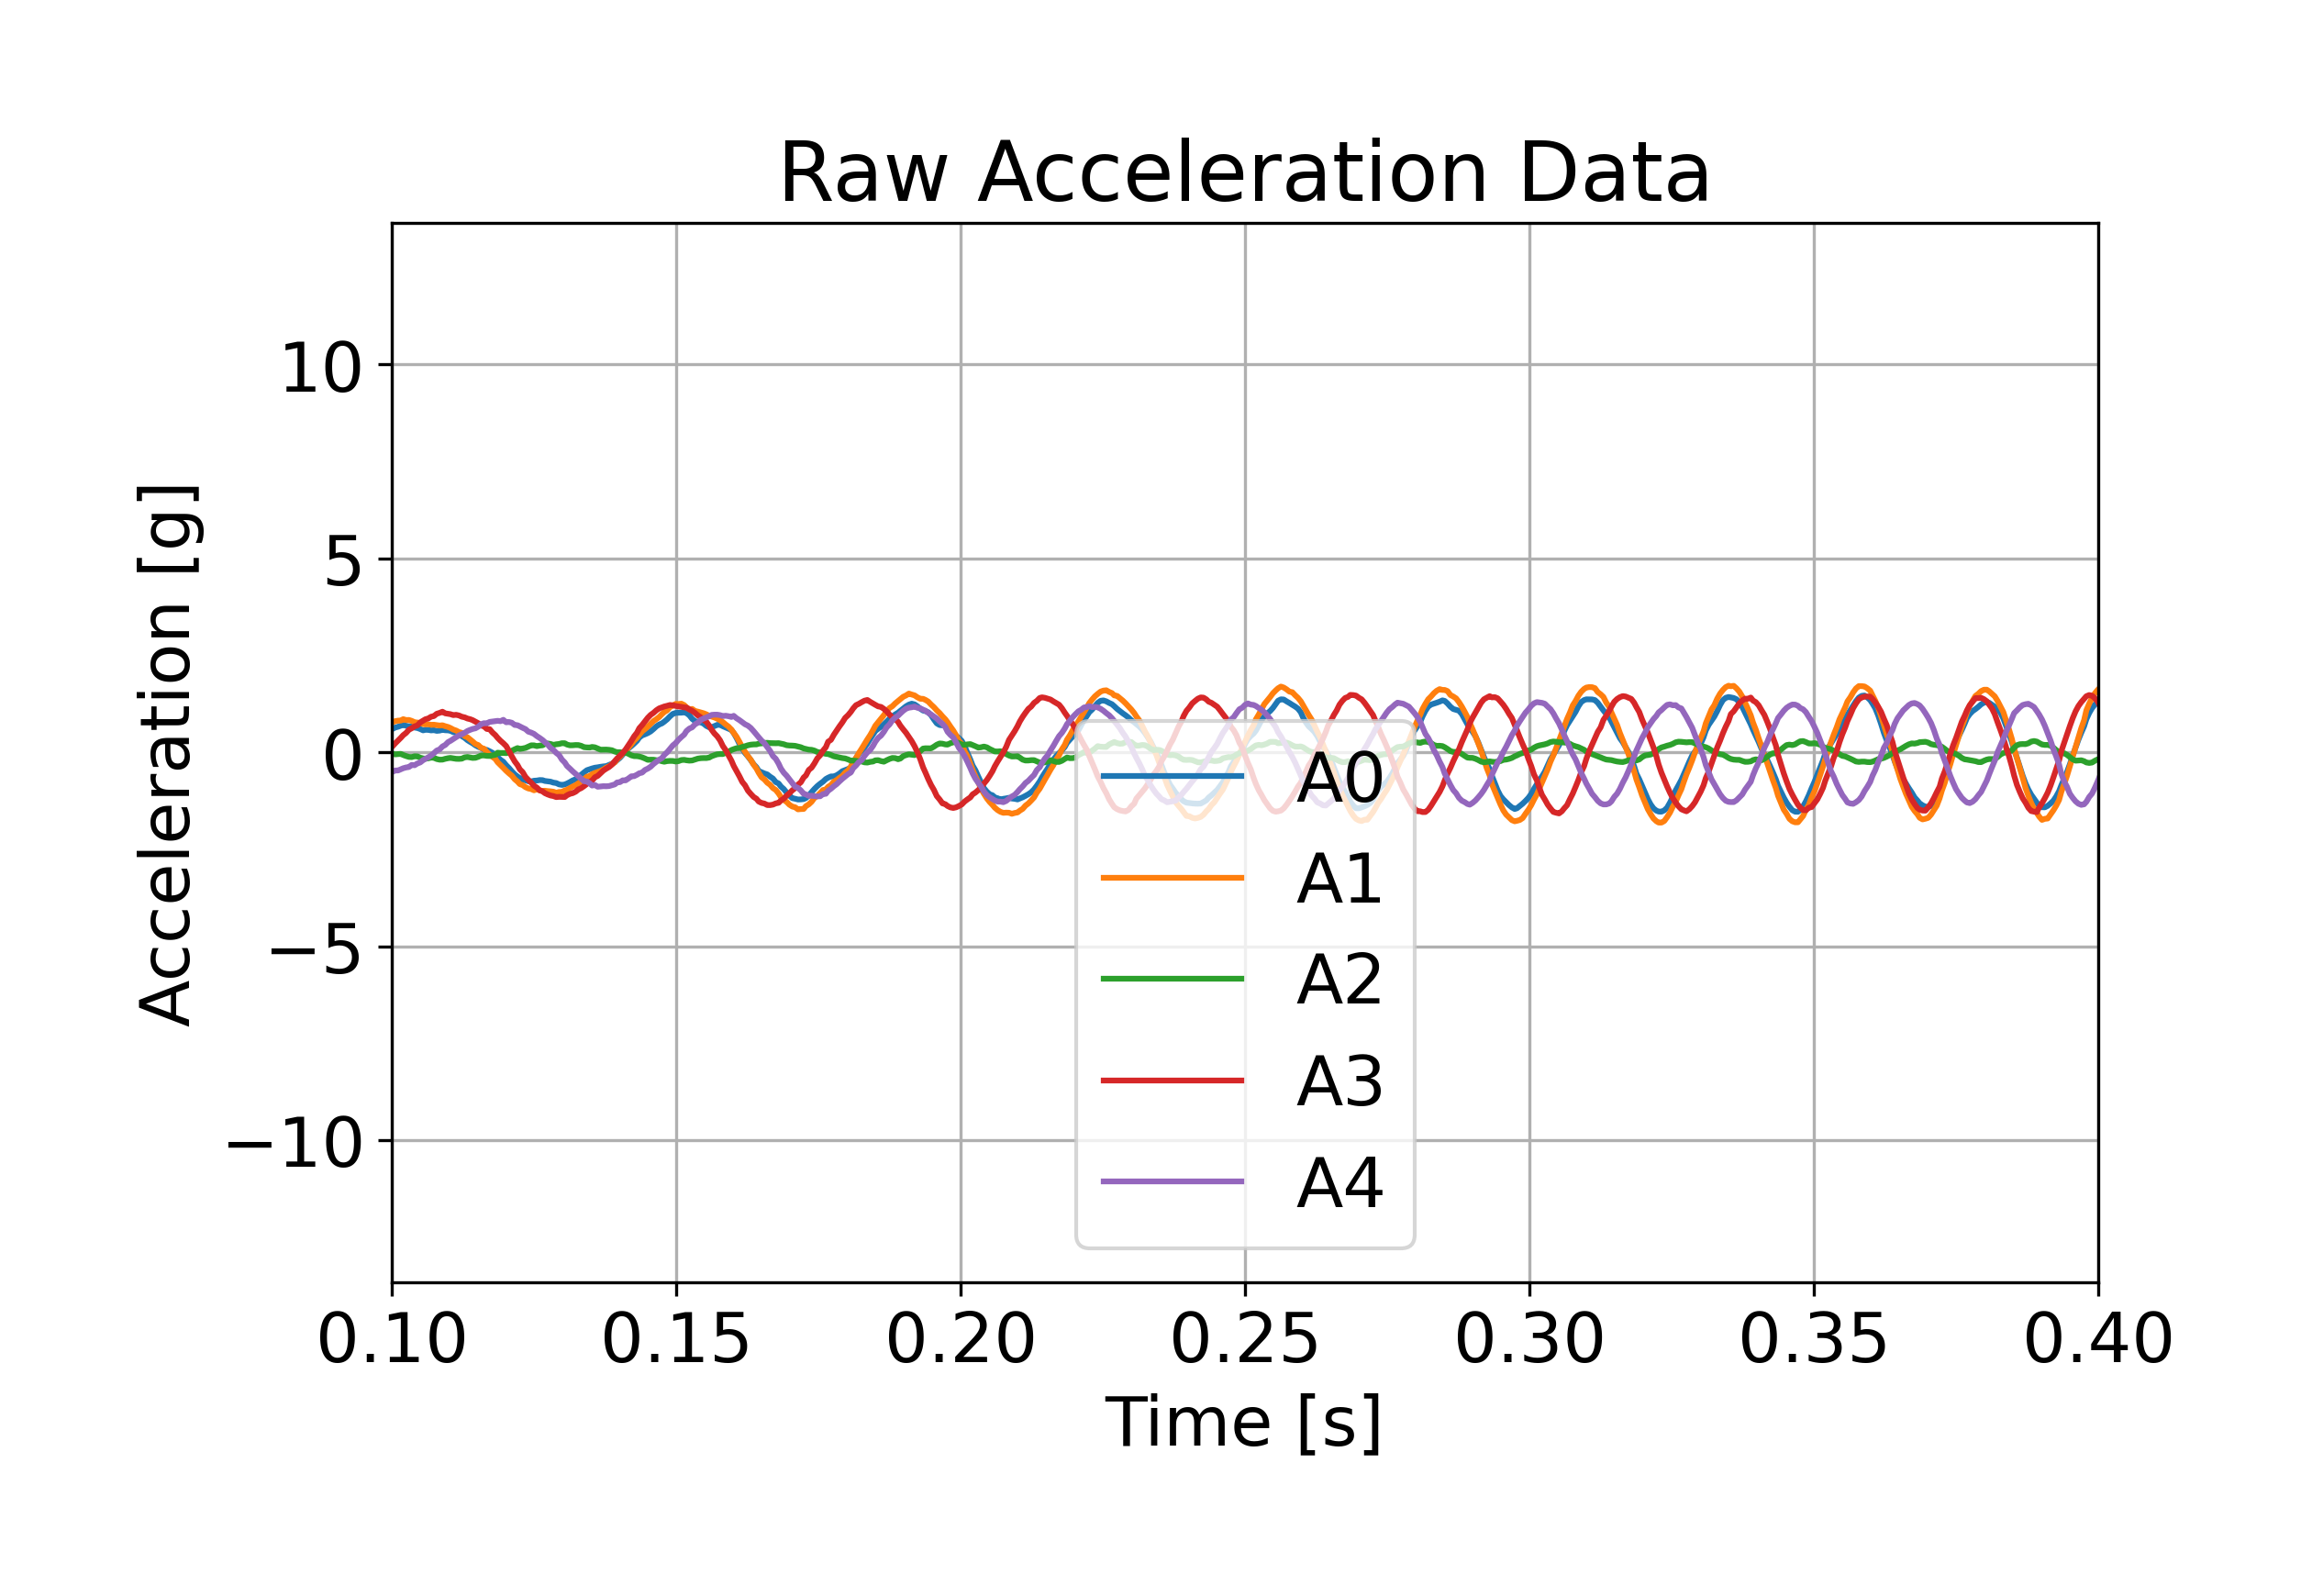 Raw Acceleration Data
Acceleration [g]
10
5
0
−5
−10
A0
A1
A2
A3
A4
0.10 0.15 0.20 0.25 0.30 0.35 0.40
Time [s]